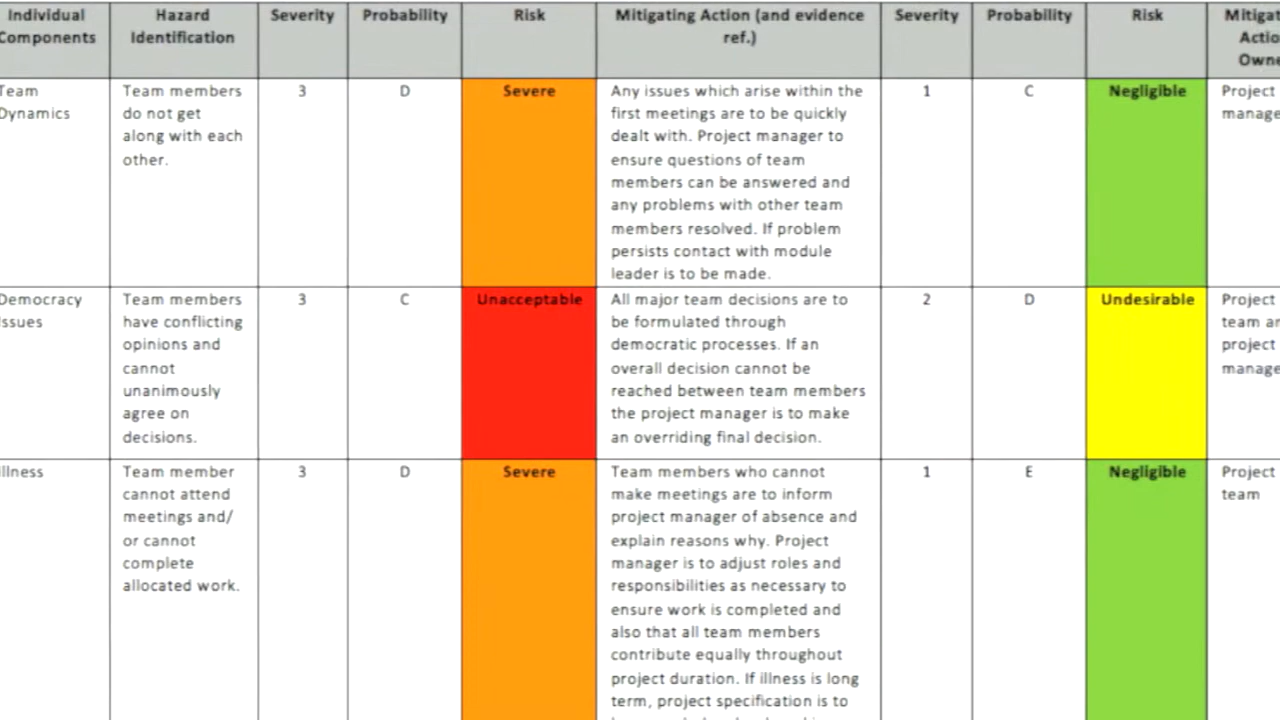 Individual Components
Hazard Identification
Severity
Probability
Risk
Mitigating Action (and evidence ref.)
Severity
Probability
Risk
Team
Dynamics
Team members
do not get
along with each
other.
3
D
Severe
Any issues which arise within the
first meetings are to be quickly
dealt with. Project manager to
ensure questions of team
members can be answered and
any problems with other team
members resolved. If problem
persists contact with module
leader is to be made.
1
C
Negligible
Project
manage
Democracy
Issues
Team members
have conflicting
opinions and
cannot
unanimously
agree on
decisions.
3
C
Unacceptable
All major team decisions are to
be formulated through
democratic processes. If an
overall decision cannot be
reached between team members
the project manager is to make
an overriding final decision.
2
D
Undesirable
Project
team
project
manage
Illness
Team member
cannot attend
meetings and/
or cannot
complete
allocated work.
3
D
Severe
Team members who cannot
make meetings are to inform
project manager of absence and
explain reasons why. Project
manager is to adjust roles and
responsibilities as necessary to
ensure work is completed and
also that all team members
contribute equally throughout
project duration. If illness is long
term, project specification is to
1
E
Negligible
Project
team